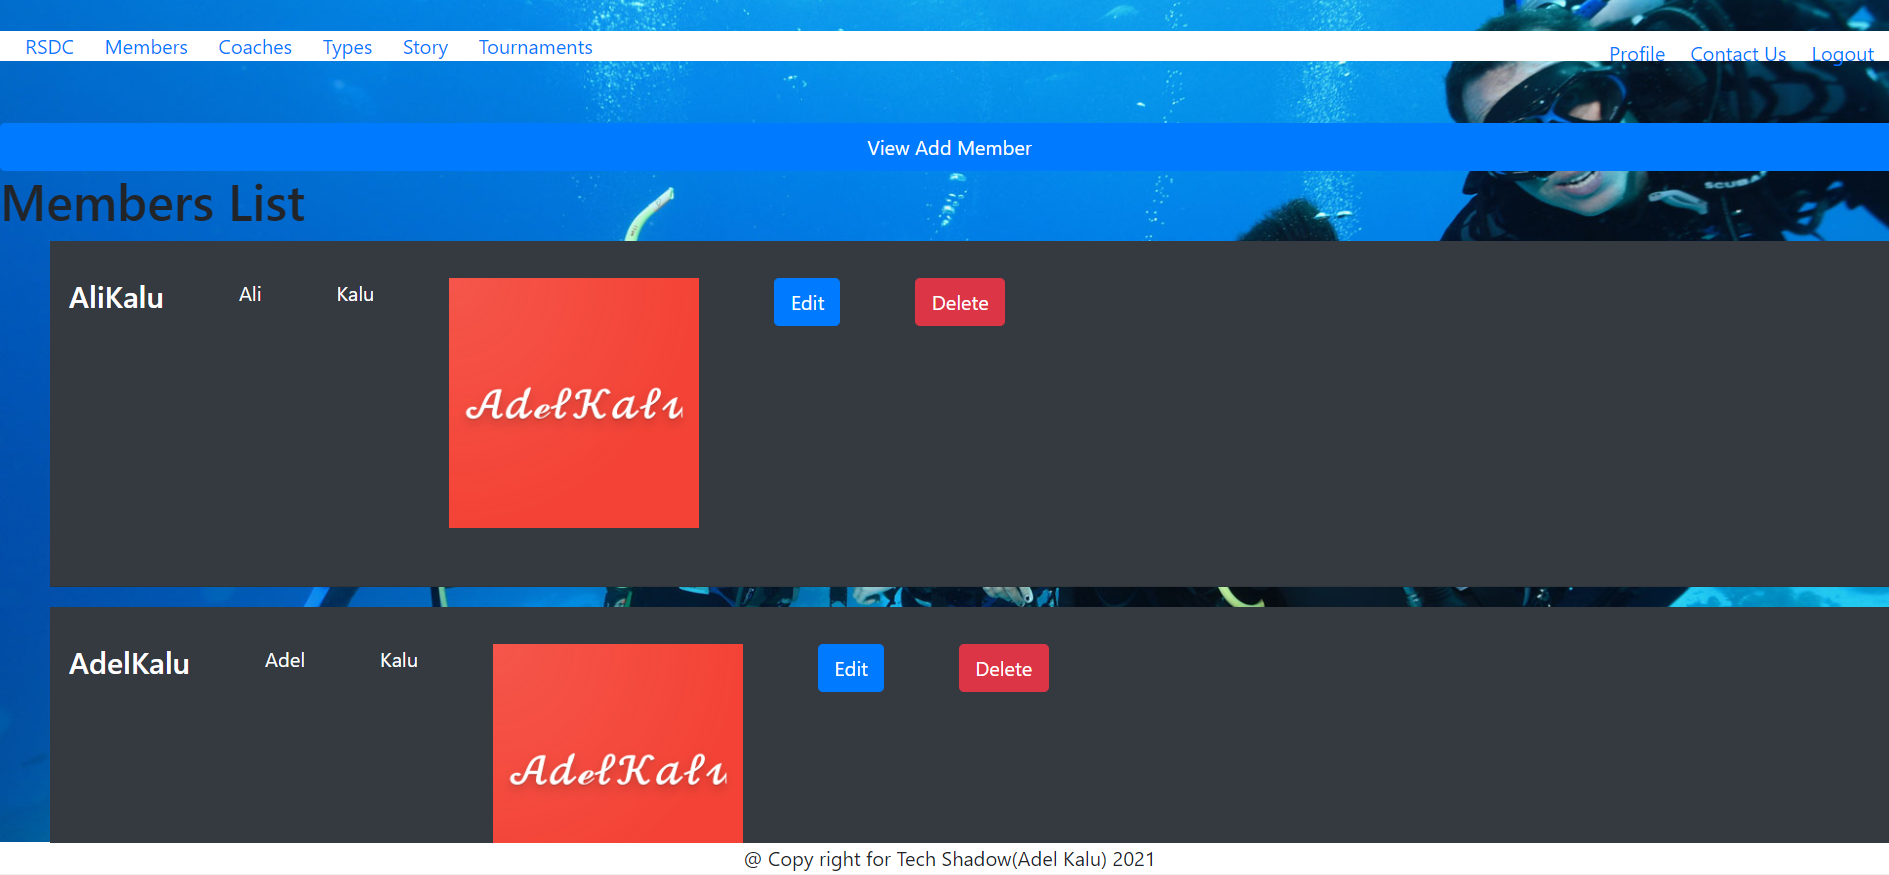 RSDC Members Coaches Types Story Tournaments Profile Contact Us Logout
View Add Member
SCUBA
Members List
AliKalu Ali Kalu Edit Delete
AdelKalu
AdelKalu Adel Kalu Edit Delete
AdelKalu
@ Copy right for Tech Shadow(Adel Kalu) 2021